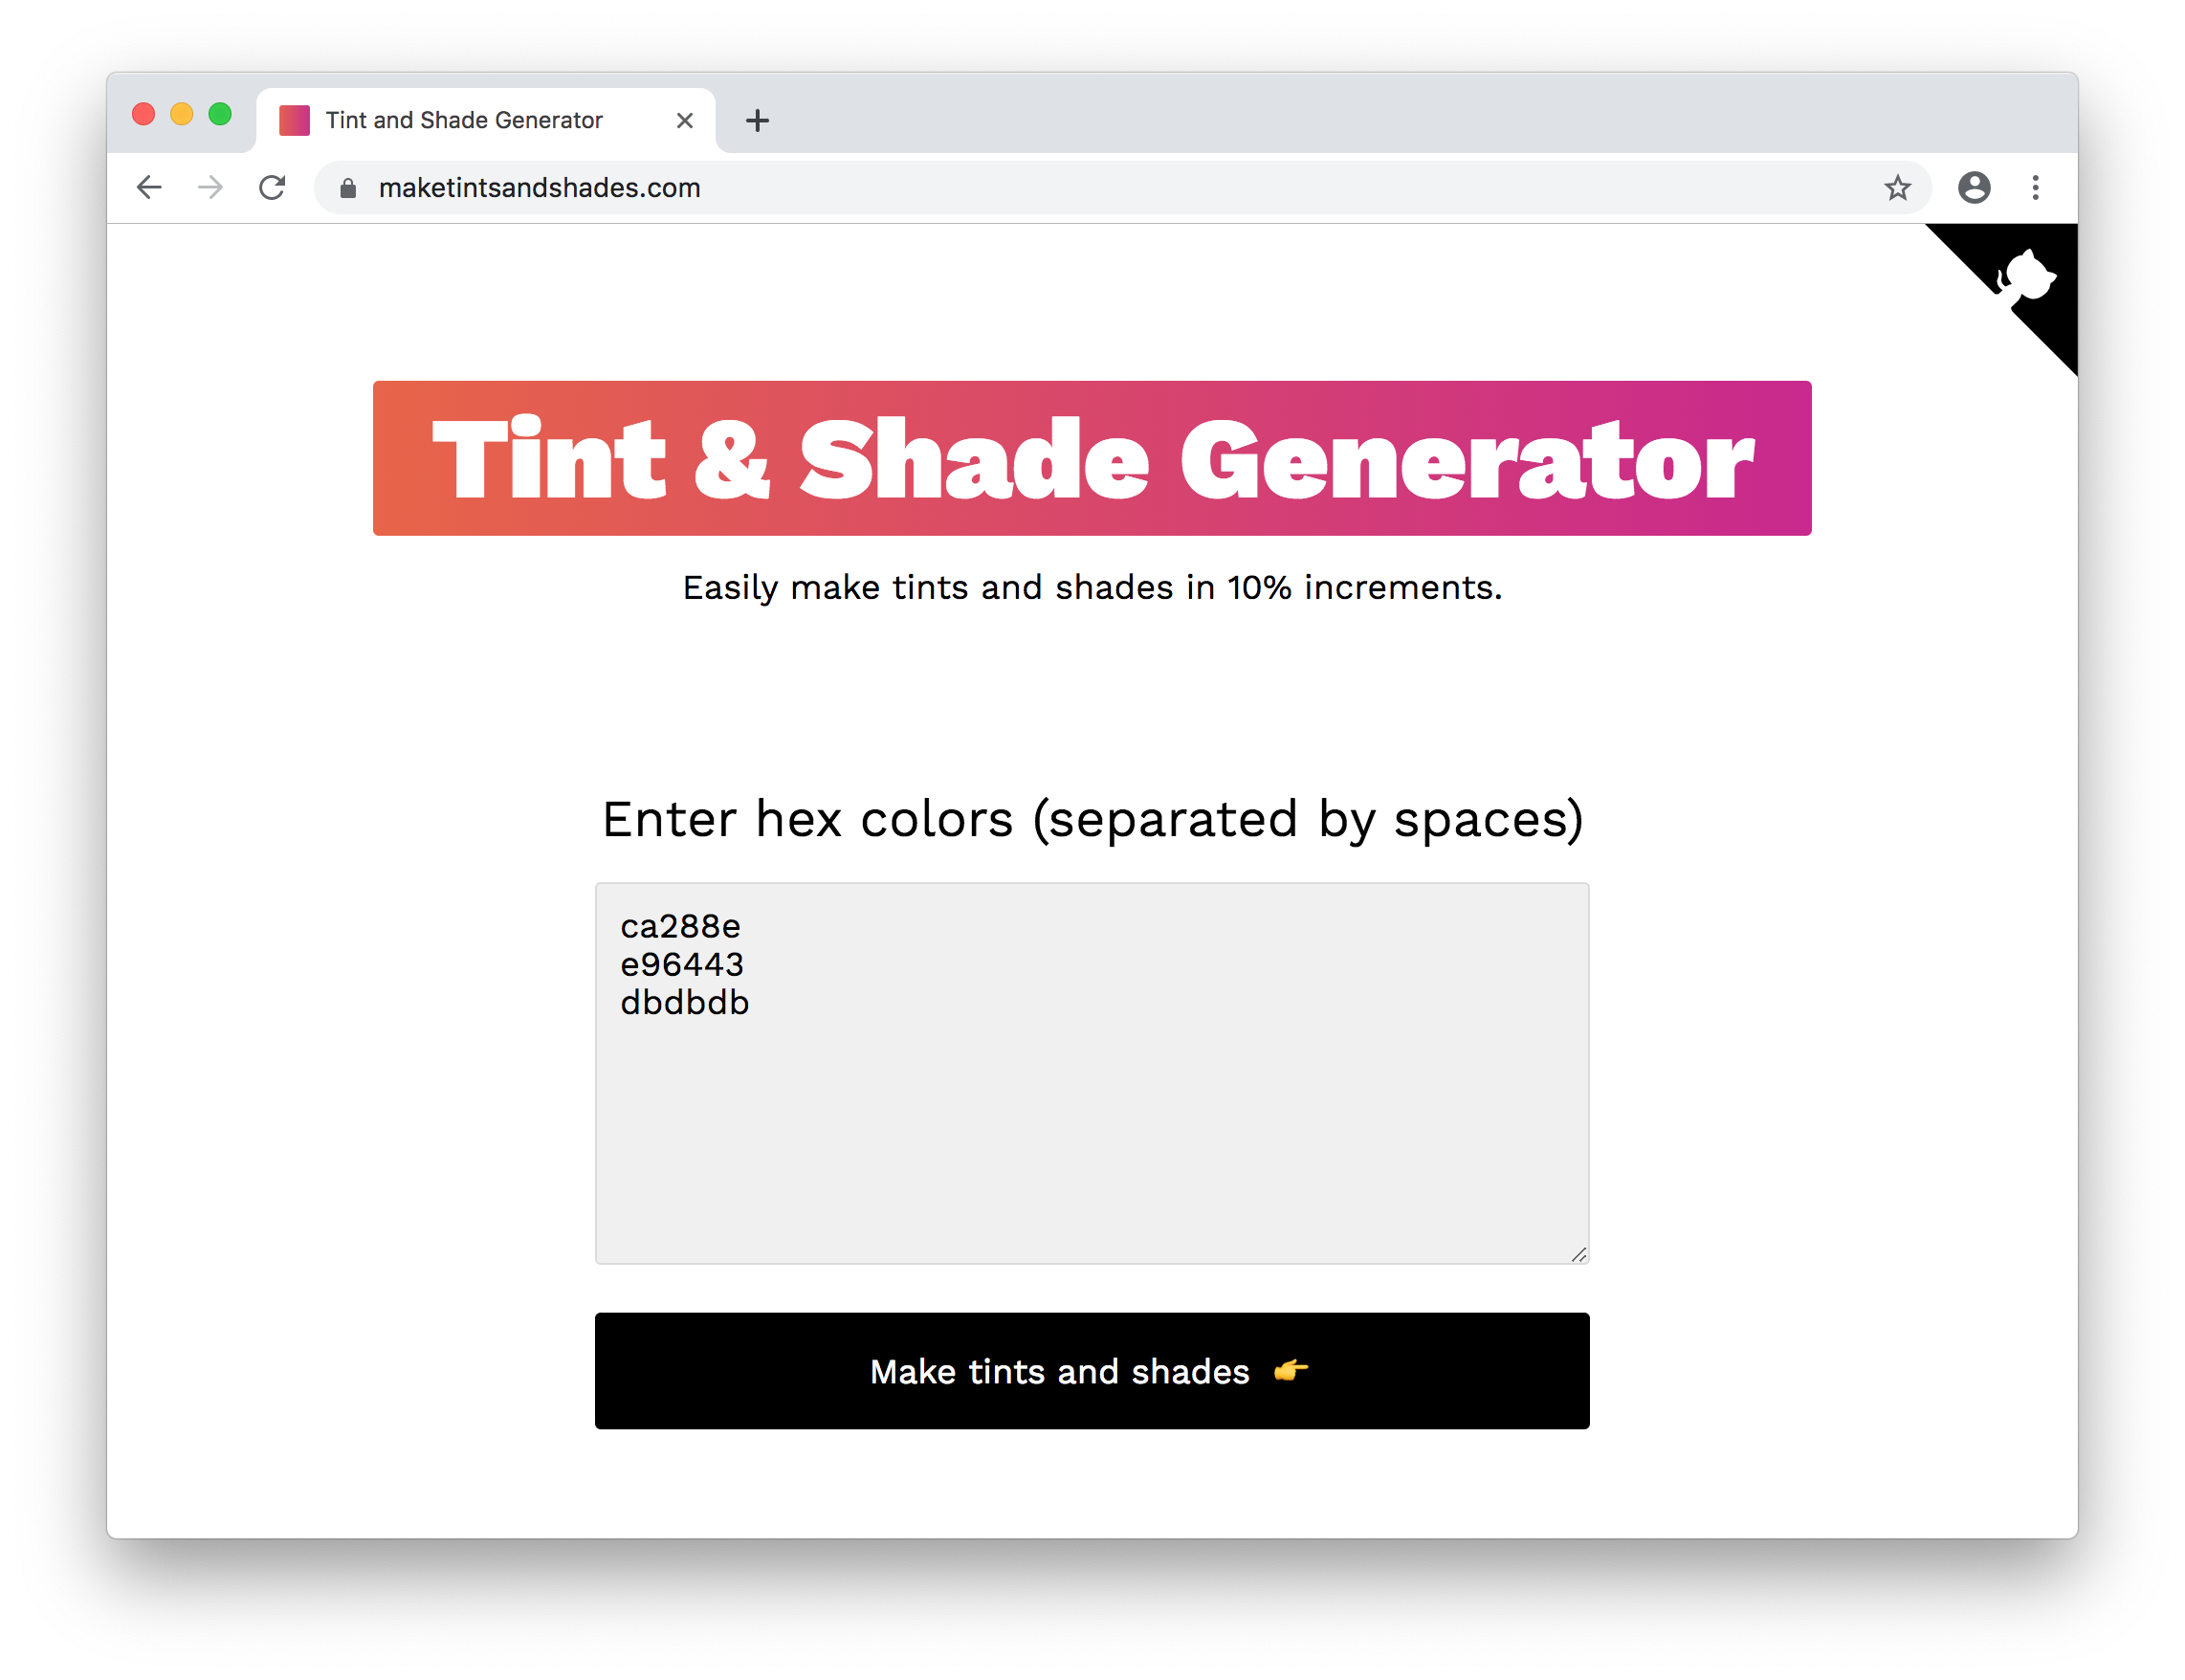 Tint and Shade Generator
maketintsandshades.com
Tint & Shade Generator
Easily make tints and shades in 10% increments.
Enter hex colors (separated by spaces)
ca288e
e96443
dbdbdb
Make tints and shades 👉